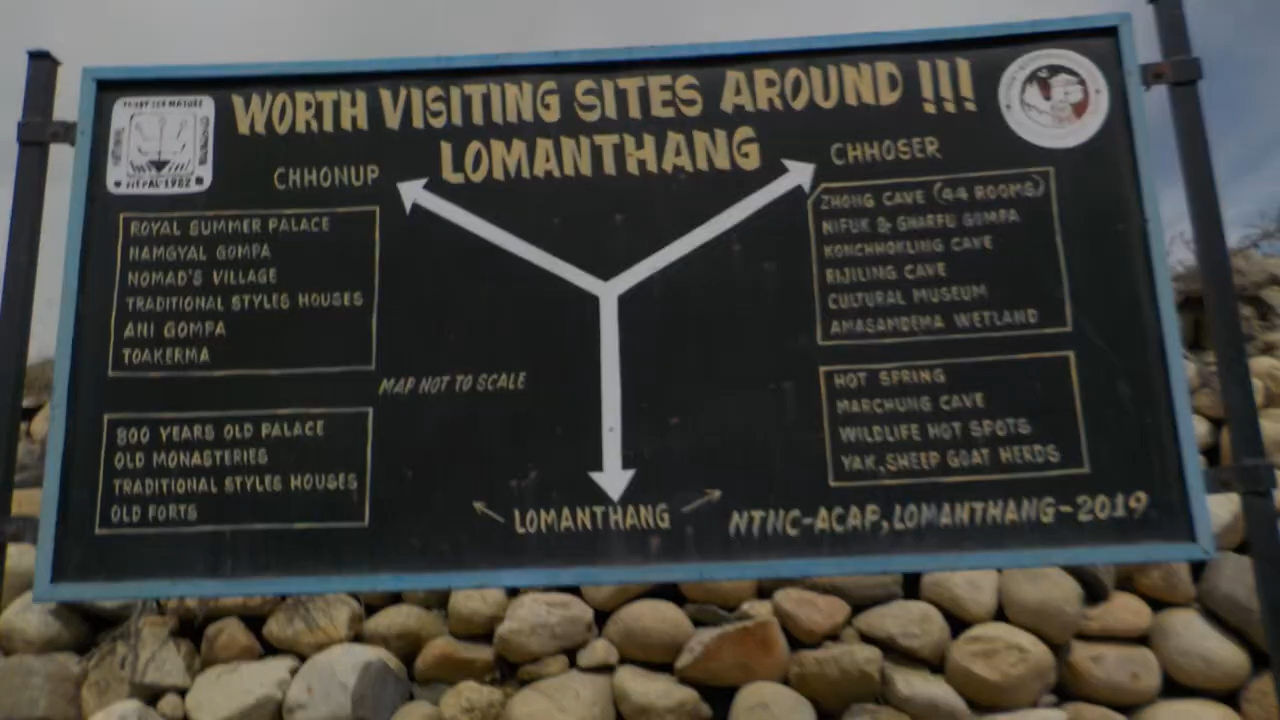 WORTH VISITING SITES AROUND !!!
LOMANTHANG
NEPAL-1982
CHHONUP
ROYAL SUMMER PALACE
NAMGYAL GOMPA
NOMAD'S VILLAGE
TRADITIONAL STYLES HOUSES
ANI GOMPA
TOAKERMA
800 YEARS OLD PALACE
OLD MONASTERIES
TRADITIONAL STYLES HOUSES
OLD FORTS
MAP NOT TO SCALE
LOMANTHANG
CHHOSER
ZHONG CAVE (44 ROOMS)
NIFUK & GHARFU GOMPA
KONCHHOKLING CAVE
RIJILING CAVE
CULTURAL MUSEUM
AMASAMDEMA WETLAND
HOT SPRING
MARCHUNG CAVE
WILDLIFE HOT SPOTS
YAK, SHEEP GOAT HERDS
NTNC-ACAP, LOMANTHANG-2019